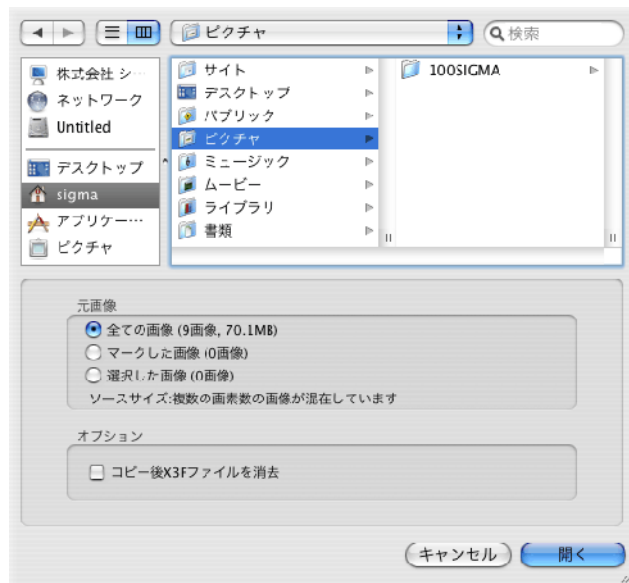 ピクチャ
検索
株式会社 シ…
ネットワーク
Untitled
デスクトップ
sigma
アプリケー…
ピクチャ
サイト
デスクトップ
パブリック
ピクチャ
ミュージック
ムービー
ライブラリ
書類
100SIGMA
元画像
全ての画像 (9画像, 70.1MB)
マークした画像 (0画像)
選択した画像 (0画像)
ソースサイズ:複数の画素数の画像が混在しています
オプション
コピー後X3Fファイルを消去
キャンセル
開く